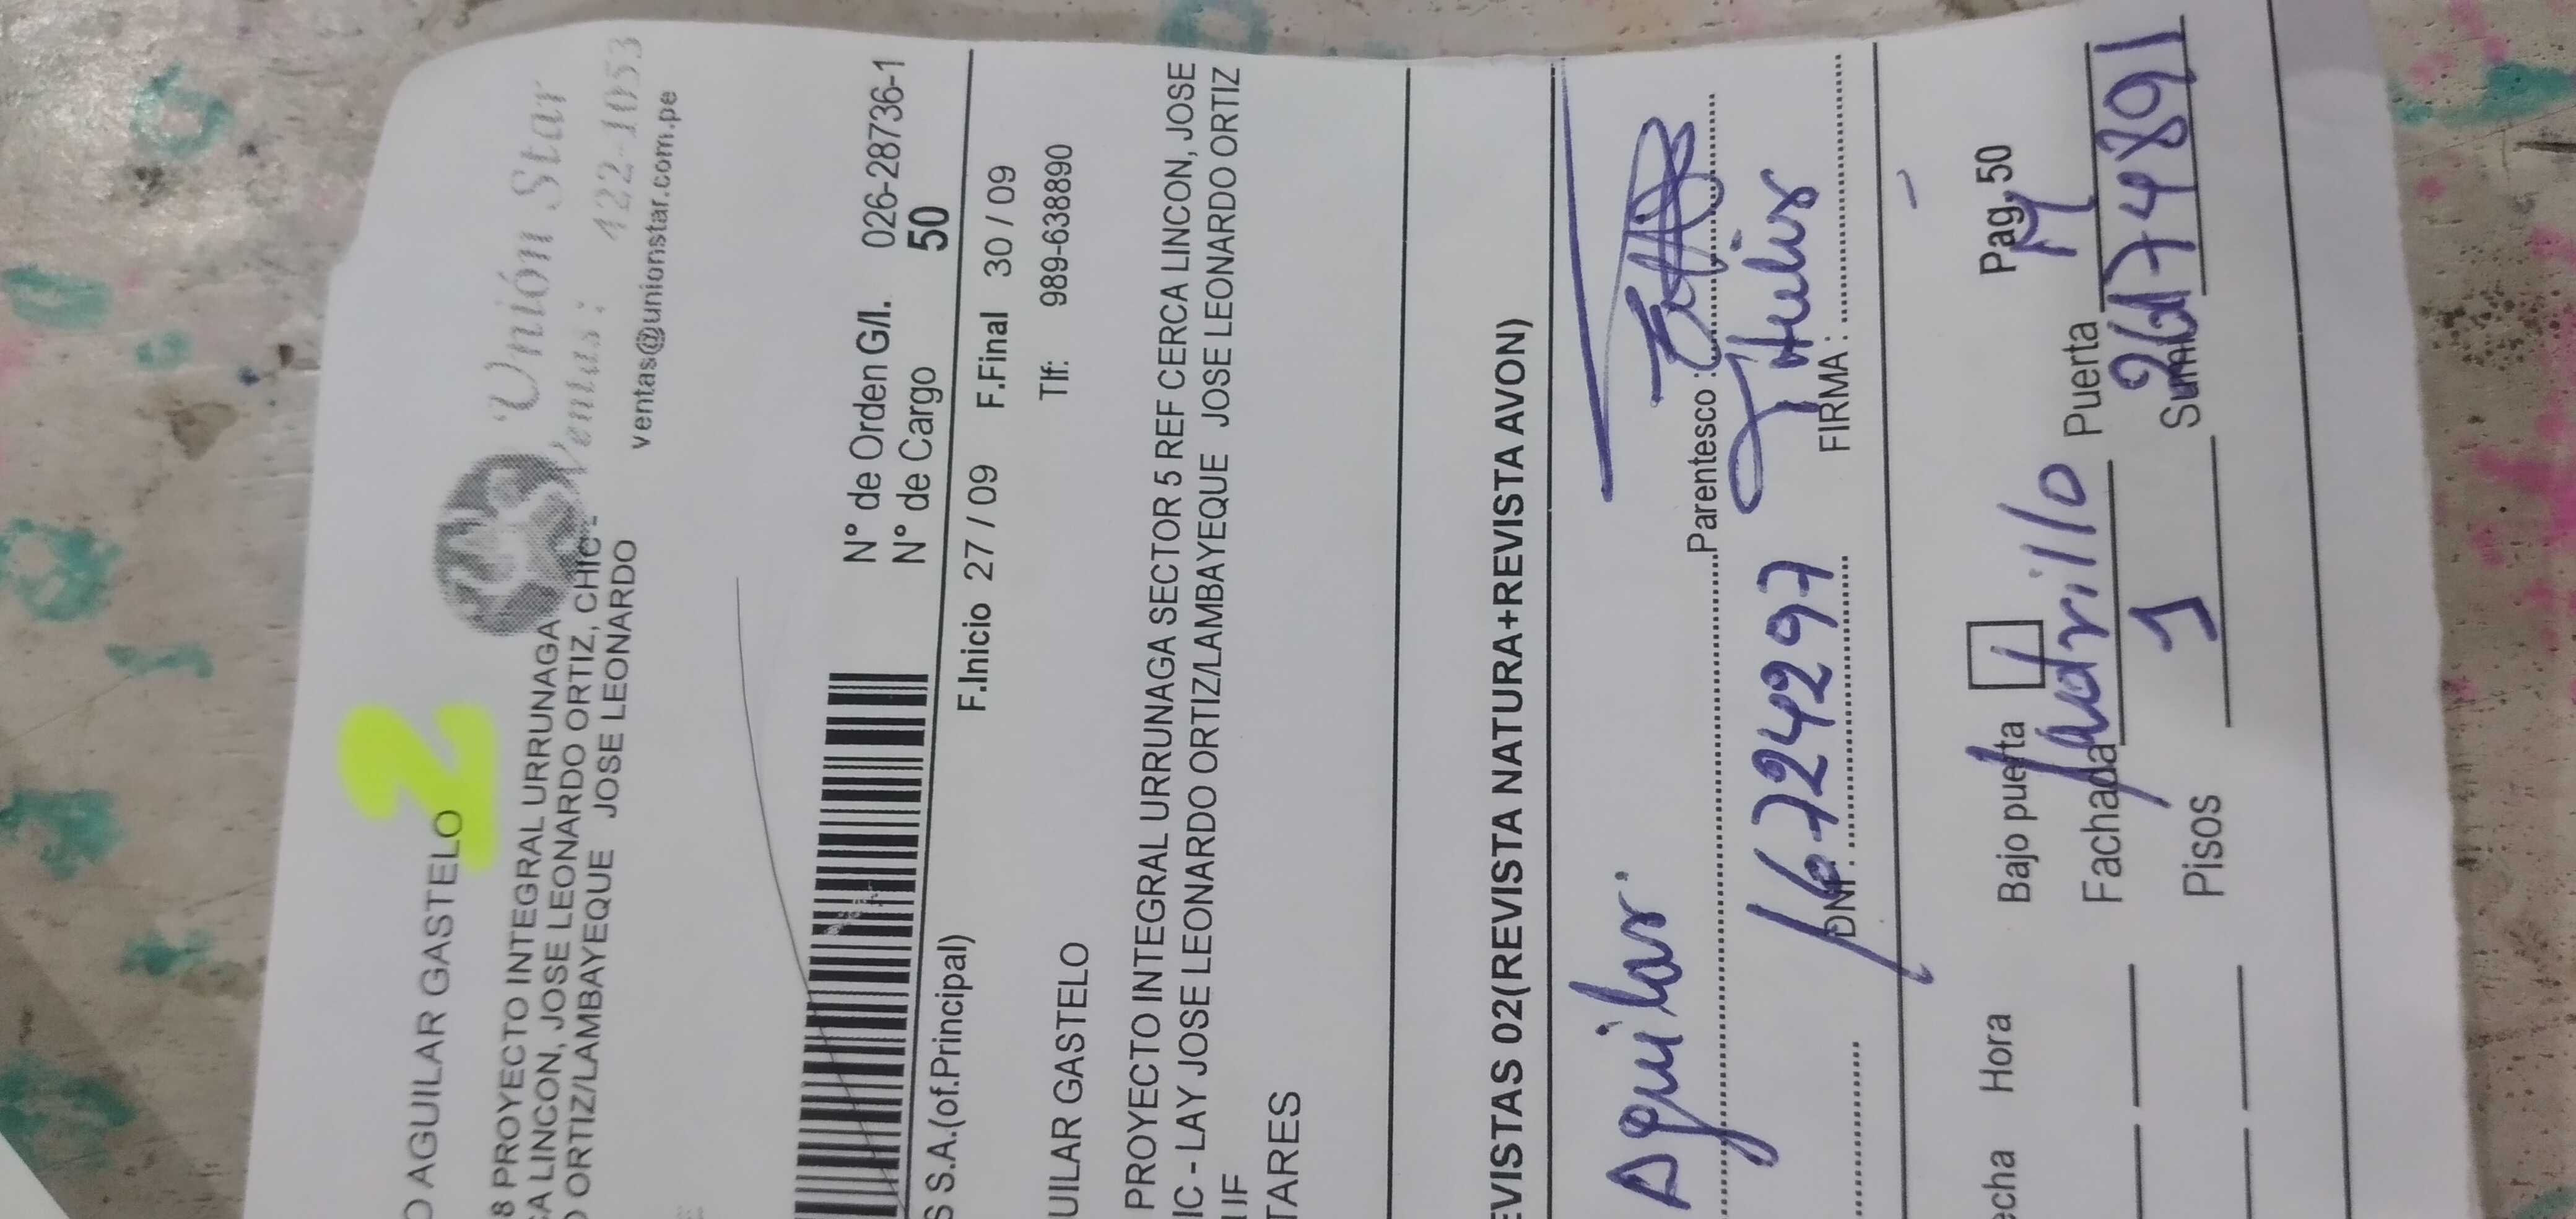 O AGUILAR GASTELO
2
8 PROYECTO INTEGRAL URRUNAGA
CA LINCON, JOSE LEONARDO ORTIZ, CHIC -
ORTIZ/LAMBAYEQUE JOSE LEONARDO
Unión Star
Ventas: 422-1053
ventas@unionstar.com.pe
N° de Orden G/I. 026-28736-1
N° de Cargo 50
S S.A.(of.Principal)
F.Inicio 27 / 09 F.Final 30 / 09
UILAR GASTELO Tlf: 989-638890
PROYECTO INTEGRAL URRUNAGA SECTOR 5 REF CERCA LINCON, JOSE
IC - LAY JOSE LEONARDO ORTIZ/LAMBAYEQUE JOSE LEONARDO ORTIZ
TARES
EVISTAS 02(REVISTA NATURA+REVISTA AVON)
Aguilar. Parentesco :
DNI : 16724297 FIRMA :
echa Hora Bajo puerta Pag, 50
Fachada ladrillo Puerta
Pisos 1 Sumi 26174891